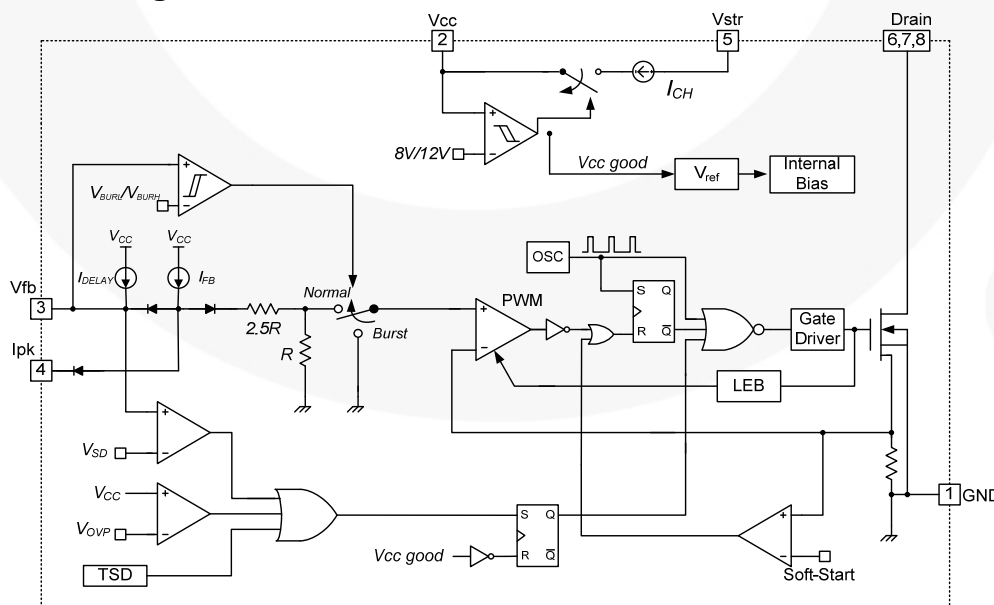 Vcc
2
Vstr
5
Drain
6,7,8
I_CH
8V/12V
Vcc good
V_ref
Internal
Bias
V_BURL/V_BURH
V_CC
V_CC
I_DELAY
I_FB
Vfb
3
Normal
Burst
2.5R
R
OSC
PWM
S Q
R Q̅
Gate
Driver
LEB
Ipk
4
V_SD
V_CC
V_OVP
TSD
Vcc good
S Q
R Q̅
Soft-Start
1
GND
+
−
+
−
+
−
+
−
+
−
+
−